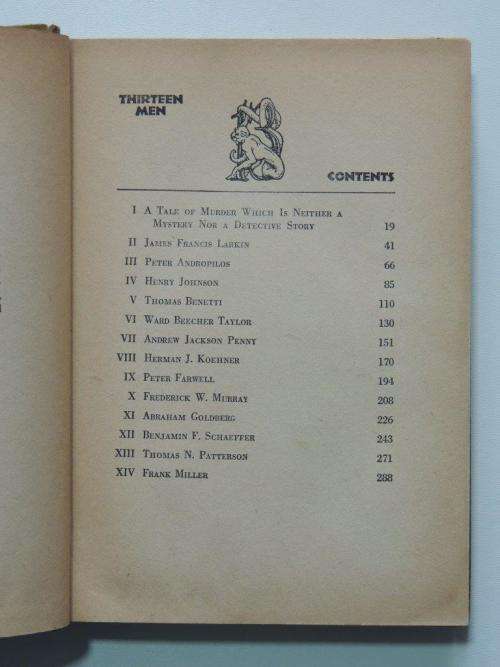 THIRTEEN
MEN
CONTENTS
I A Tale of Murder Which Is Neither a
Mystery Nor a Detective Story 19
II James Francis Larkin 41
III Peter Andropilos 66
IV Henry Johnson 85
V Thomas Benetti 110
VI Ward Beecher Taylor 130
VII Andrew Jackson Penny 151
VIII Herman J. Koehner 170
IX Peter Farwell 194
X Frederick W. Murray 208
XI Abraham Goldberg 226
XII Benjamin F. Schaeffer 243
XIII Thomas N. Patterson 271
XIV Frank Miller 288